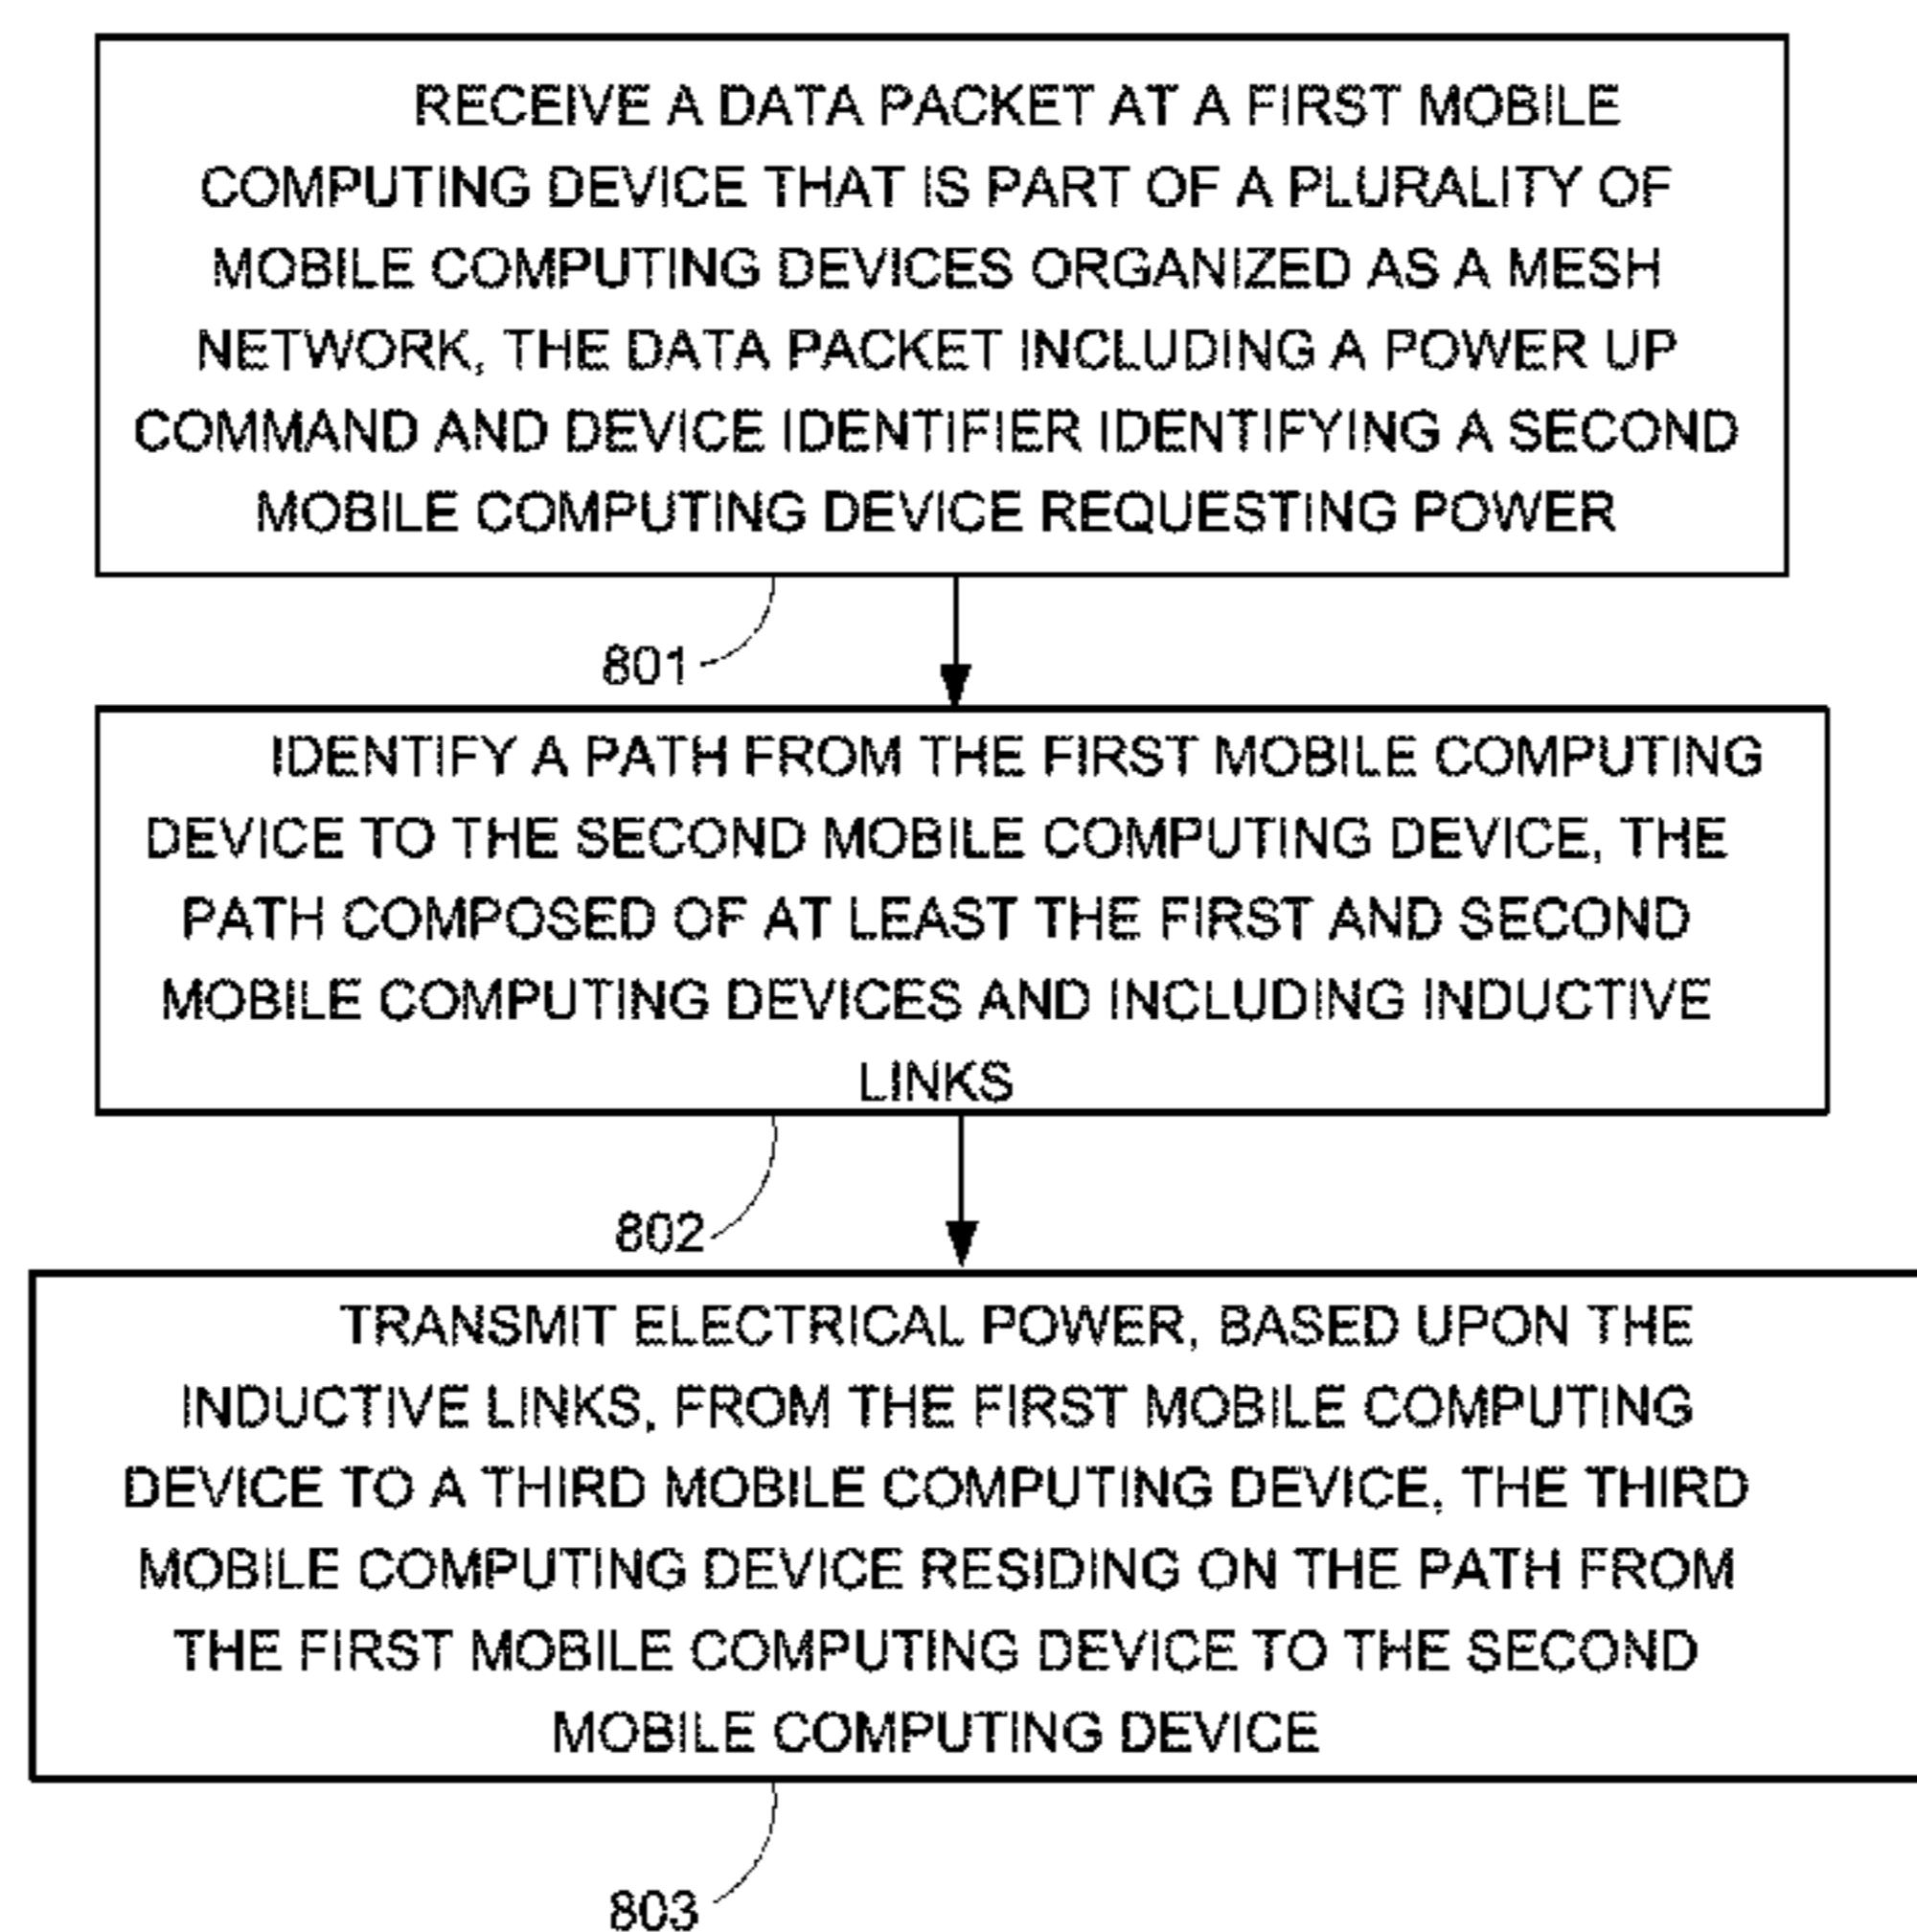 RECEIVE A DATA PACKET AT A FIRST MOBILE
COMPUTING DEVICE THAT IS PART OF A PLURALITY OF
MOBILE COMPUTING DEVICES ORGANIZED AS A MESH
NETWORK, THE DATA PACKET INCLUDING A POWER UP
COMMAND AND DEVICE IDENTIFIER IDENTIFYING A SECOND
MOBILE COMPUTING DEVICE REQUESTING POWER
801
IDENTIFY A PATH FROM THE FIRST MOBILE COMPUTING
DEVICE TO THE SECOND MOBILE COMPUTING DEVICE, THE
PATH COMPOSED OF AT LEAST THE FIRST AND SECOND
MOBILE COMPUTING DEVICES AND INCLUDING INDUCTIVE
LINKS
802
TRANSMIT ELECTRICAL POWER, BASED UPON THE
INDUCTIVE LINKS, FROM THE FIRST MOBILE COMPUTING
DEVICE TO A THIRD MOBILE COMPUTING DEVICE, THE THIRD
MOBILE COMPUTING DEVICE RESIDING ON THE PATH FROM
THE FIRST MOBILE COMPUTING DEVICE TO THE SECOND
MOBILE COMPUTING DEVICE
803